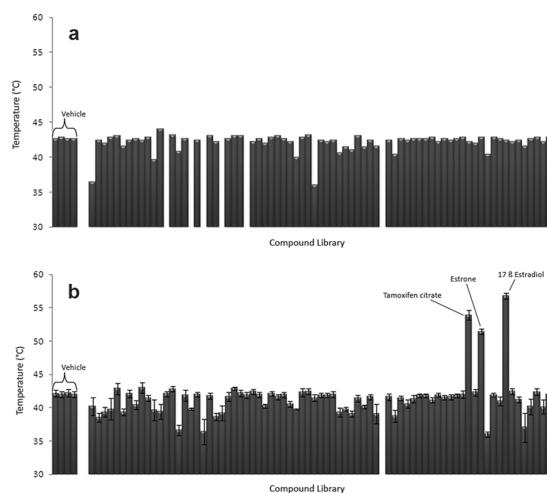 60
a
55
Temperature (°C)
50
Vehicle
45
40
35
30
Compound Library
60
b
17 ß Estradiol
Estrone
Tamoxifen citrate
55
Temperature (°C)
50
Vehicle
45
40
35
30
Compound Library